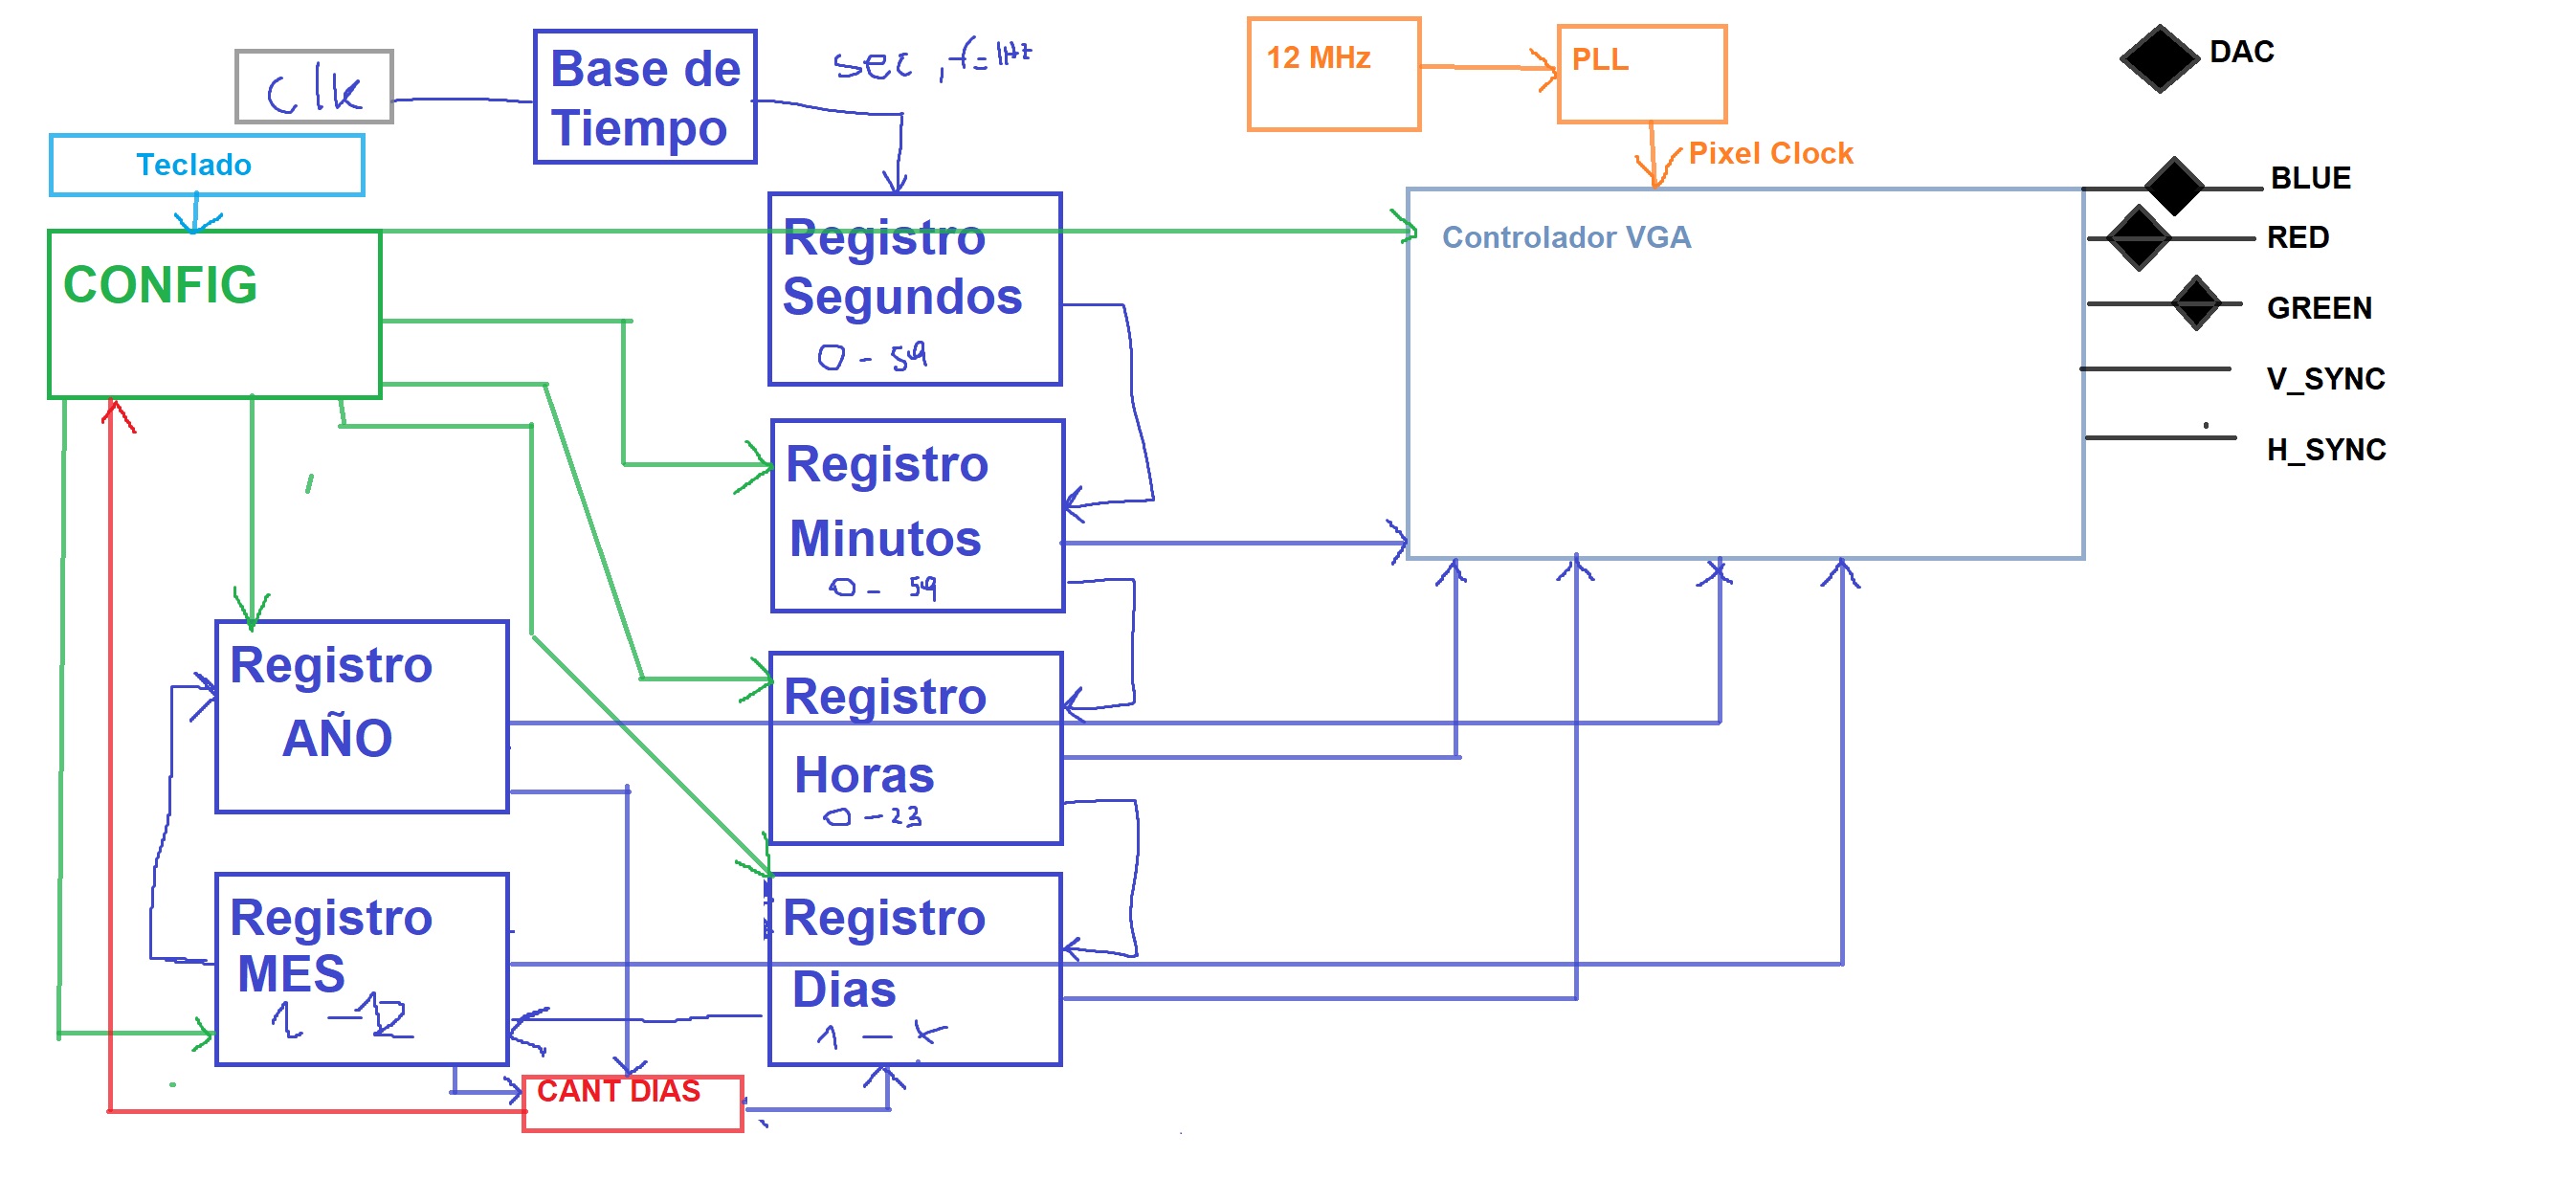 clk
Base de
Tiempo
sec , f=1Hz
12 MHz
PLL
DAC
Teclado
Pixel Clock
BLUE
RED
GREEN
V_SYNC
H_SYNC
CONFIG
Registro
Segundos
0 - 59
Controlador VGA
Registro
Minutos
0 - 59
Registro
AÑO
Registro
Horas
0 - 23
Registro
MES
1 - 12
Registro
Dias
1 - x
CANT DIAS